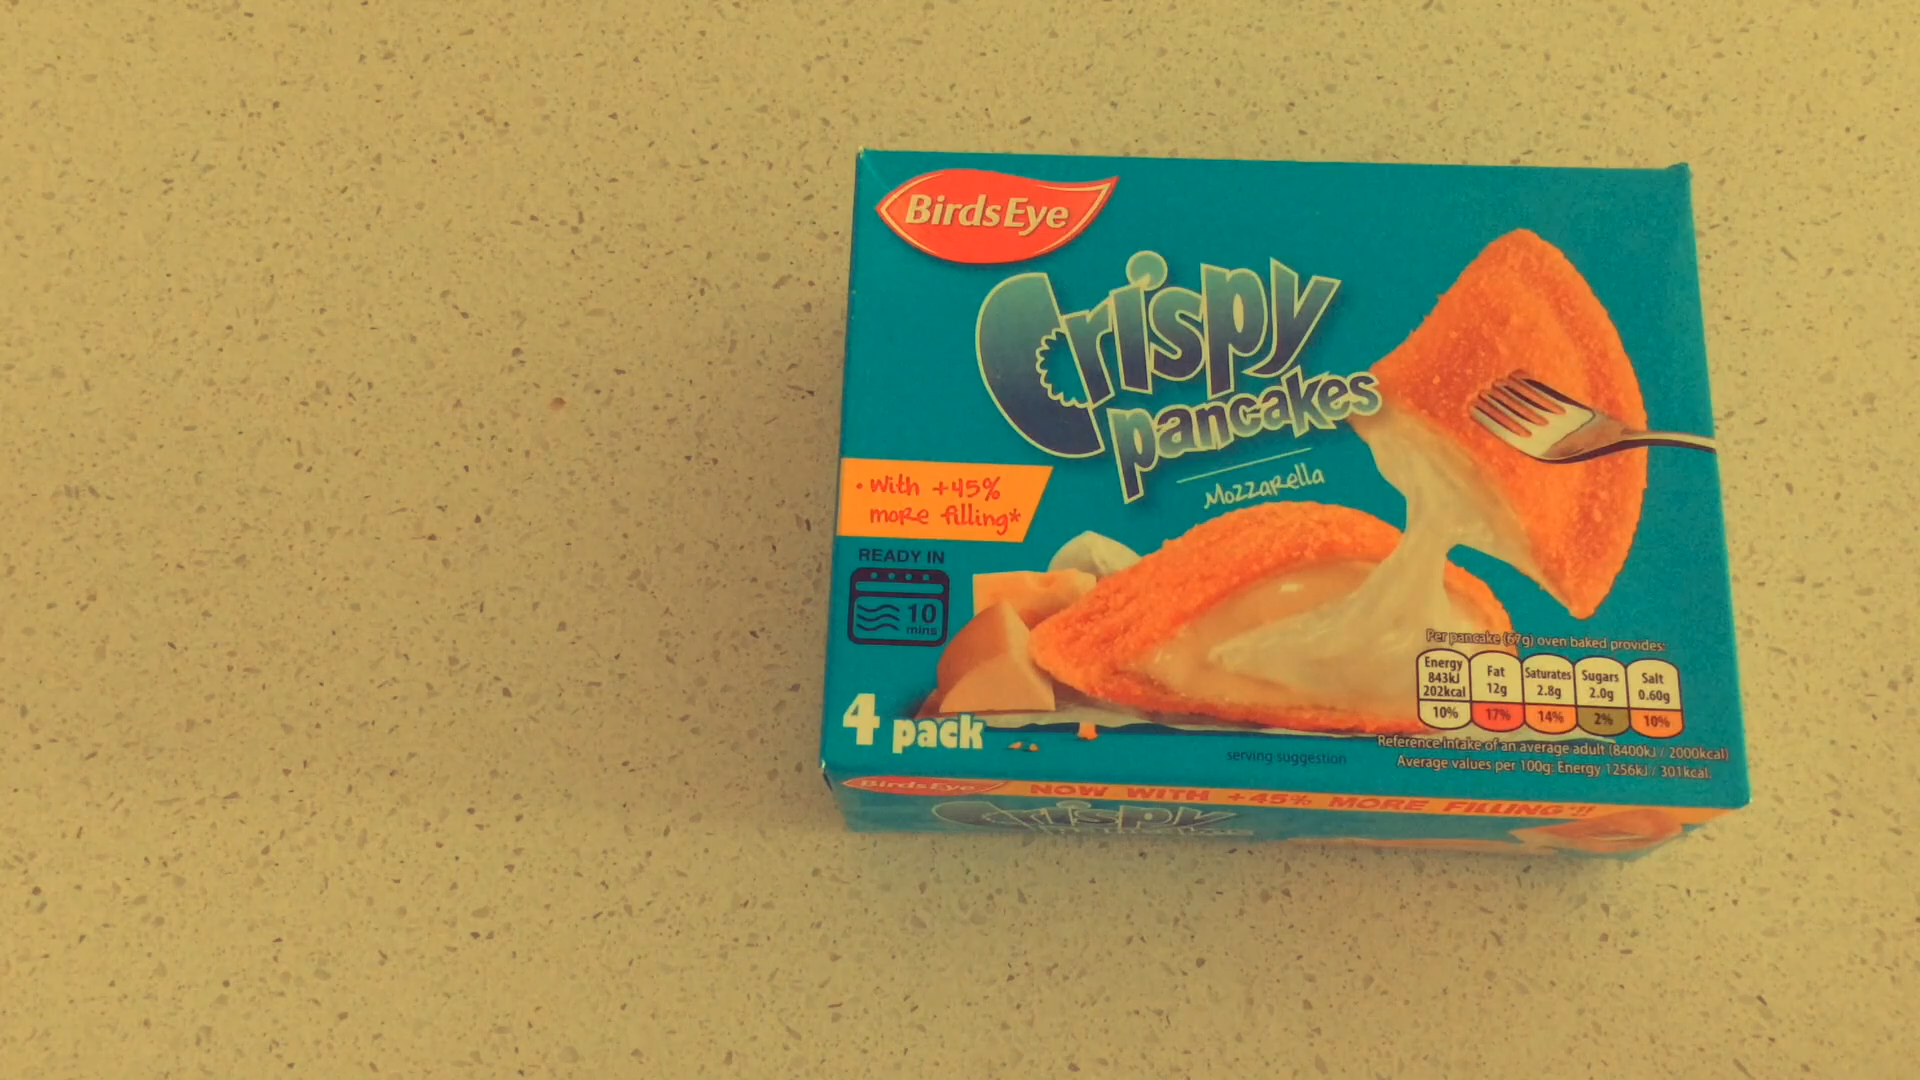 BirdsEye
Crispy
pancakes
Mozzarella
• With +45%
more filling*
READY IN
10
mins
4 pack
serving suggestion
Per pancake (67g) oven baked provides:
Energy 843kJ 202kcal 10%
Fat 12g 17%
Saturates 2.8g 14%
Sugars 2.0g 2%
Salt 0.60g 10%
Reference intake of an average adult (8400kJ / 2000kcal)
Average values per 100g: Energy 1256kJ / 301kcal.
BirdsEye
NOW WITH +45% MORE FILLING*!!
Crispy